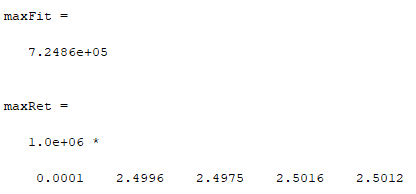 maxFit =
7.2486e+05
maxRet =
1.0e+06 *
0.0001 2.4996 2.4975 2.5016 2.5012